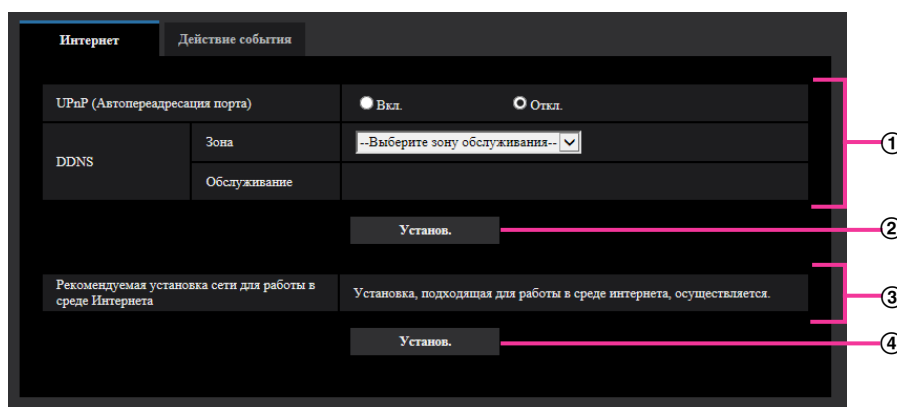 Интернет
Действие события
UPnP (Автопереадресация порта)
Вкл.
Откл.
DDNS
Зона
--Выберите зону обслуживания--
Обслуживание
①
Установ.
②
Рекомендуемая установка сети для работы в
среде Интернета
Установка, подходящая для работы в среде интернета, осуществляется.
③
Установ.
④